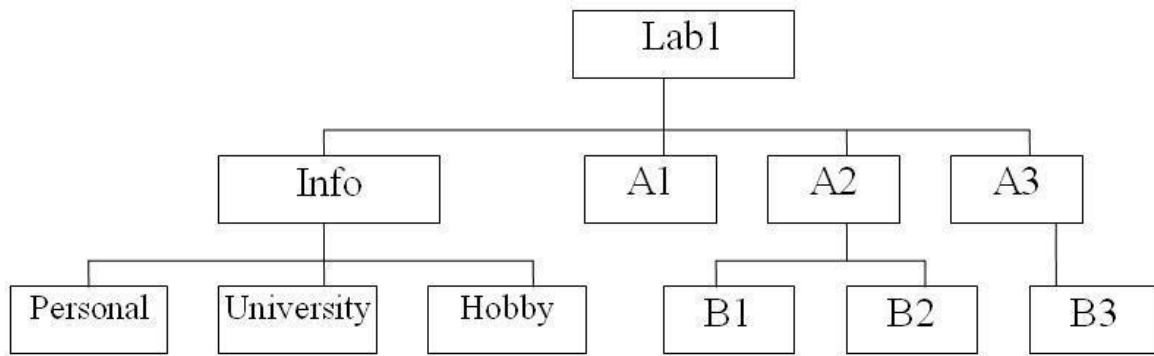 Lab1
Info
A1
A2
A3
Personal
University
Hobby
B1
B2
B3